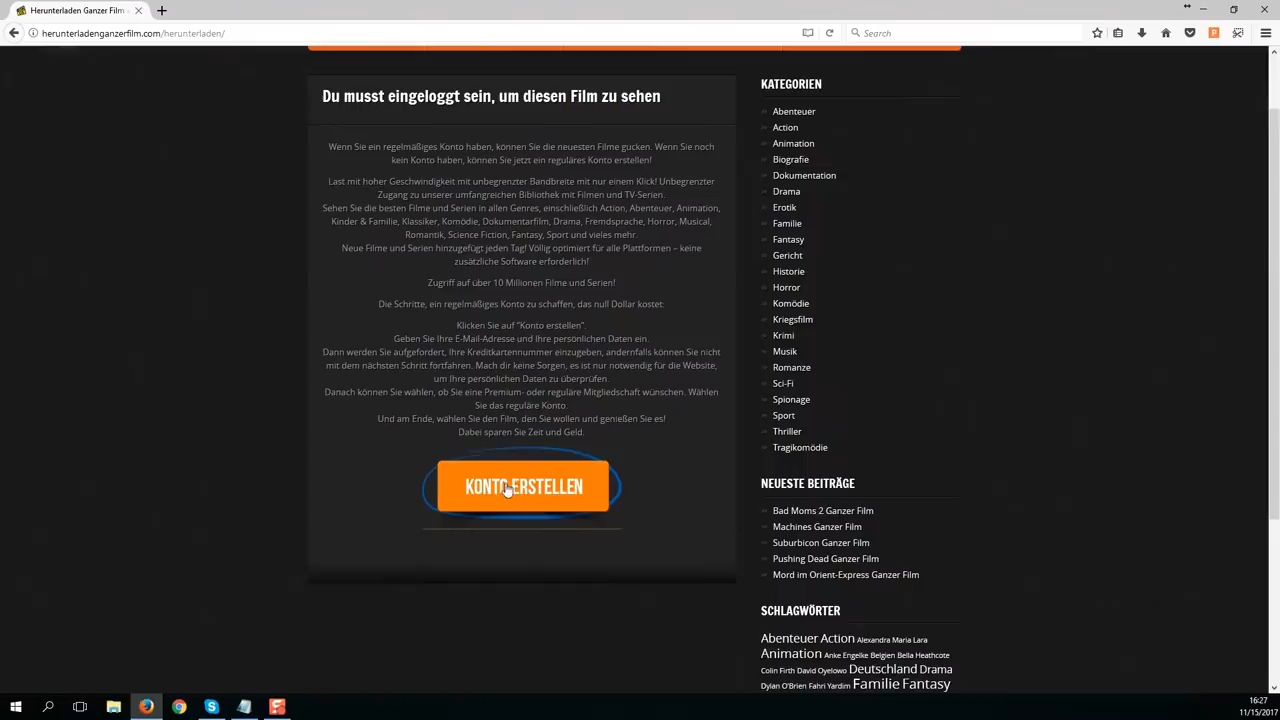 Herunterladen Ganzer Film
herunterladenganzerfilm.com/herunterladen/
Search
Du musst eingeloggt sein, um diesen Film zu sehen
Wenn Sie ein regelmäßiges Konto haben, können Sie die neuesten Filme gucken. Wenn Sie noch
kein Konto haben, können Sie jetzt ein reguläres Konto erstellen!
Last mit hoher Geschwindigkeit mit unbegrenzter Bandbreite mit nur einem Klick! Unbegrenzter
Zugang zu unserer umfangreichen Bibliothek mit Filmen und TV-Serien.
Sehen Sie die besten Filme und Serien in allen Genres, einschließlich Action, Abenteuer, Animation,
Kinder & Familie, Klassiker, Komödie, Dokumentarfilm, Drama, Fremdsprache, Horror, Musical,
Romantik, Science Fiction, Fantasy, Sport und vieles mehr.
Neue Filme und Serien hinzugefügt jeden Tag! Völlig optimiert für alle Plattformen – keine
zusätzliche Software erforderlich!
Zugriff auf über 10 Millionen Filme und Serien!
Die Schritte, ein regelmäßiges Konto zu schaffen, das null Dollar kostet:
Klicken Sie auf "Konto erstellen".
Geben Sie Ihre E-Mail-Adresse und Ihre persönlichen Daten ein.
Dann werden Sie aufgefordert, Ihre Kreditkartennummer einzugeben, andernfalls können Sie nicht
mit dem nächsten Schritt fortfahren. Mach dir keine Sorgen, es ist nur notwendig für die Website,
um Ihre persönlichen Daten zu überprüfen.
Danach können Sie wählen, ob Sie eine Premium- oder reguläre Mitgliedschaft wünschen. Wählen
Sie das reguläre Konto.
Und am Ende, wählen Sie den Film, den Sie wollen und genießen Sie es!
Dabei sparen Sie Zeit und Geld.
KONTO ERSTELLEN
KATEGORIEN
Abenteuer
Action
Animation
Biografie
Dokumentation
Drama
Erotik
Familie
Fantasy
Gericht
Historie
Horror
Komödie
Kriegsfilm
Krimi
Musik
Romanze
Sci-Fi
Spionage
Sport
Thriller
Tragikomödie
NEUESTE BEITRÄGE
Bad Moms 2 Ganzer Film
Machines Ganzer Film
Suburbicon Ganzer Film
Pushing Dead Ganzer Film
Mord im Orient-Express Ganzer Film
SCHLAGWÖRTER
Abenteuer Action Alexandra Maria Lara
Animation Anke Engelke Belgien Bella Heathcote
Colin Firth David Oyelowo Deutschland Drama
Dylan O'Brien Fahri Yardim Familie Fantasy
16:27
11/15/2017